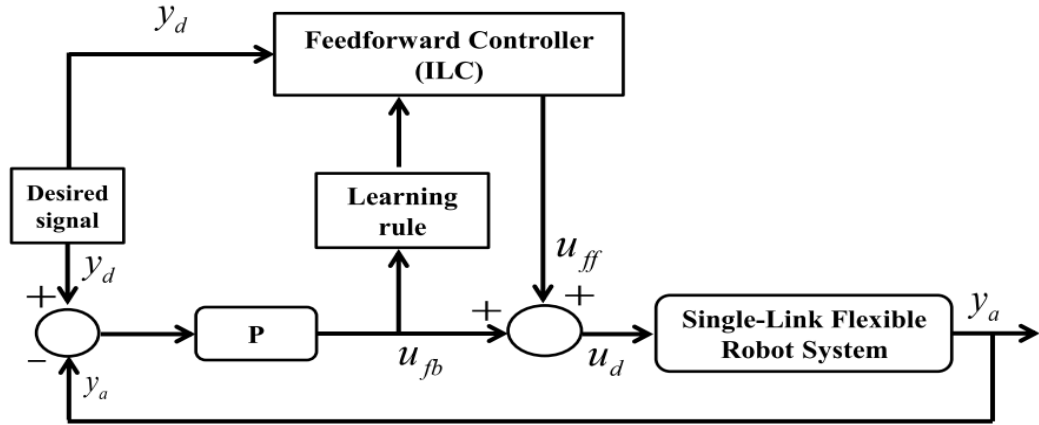 y_d
Feedforward Controller
(ILC)
Desired
signal
Learning
rule
y_d
u_ff
+
+
+
P
Single-Link Flexible
Robot System
y_a
-
y_a
u_fb
u_d